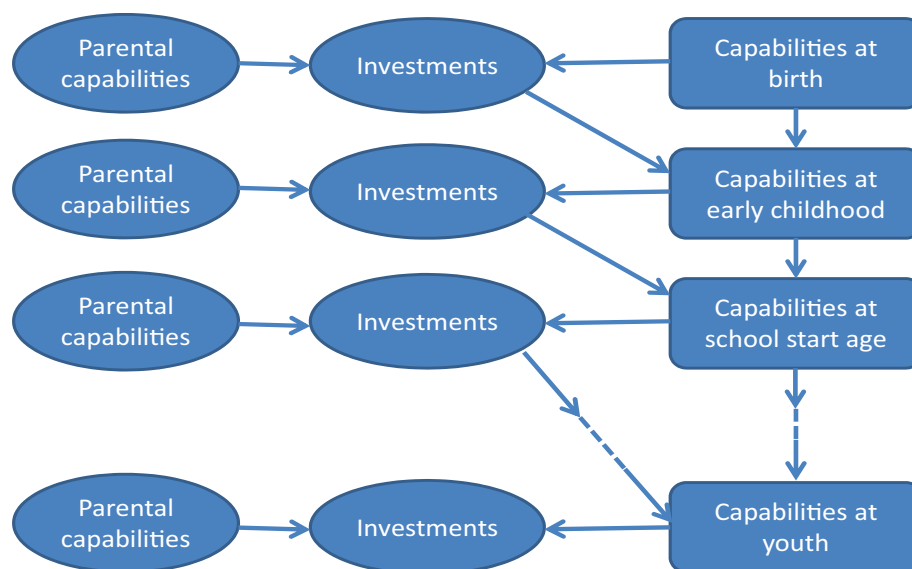 Parental
capabilities
Investments
Capabilities at
birth
Parental
capabilities
Investments
Capabilities at
early childhood
Parental
capabilities
Investments
Capabilities at
school start age
Parental
capabilities
Investments
Capabilities at
youth